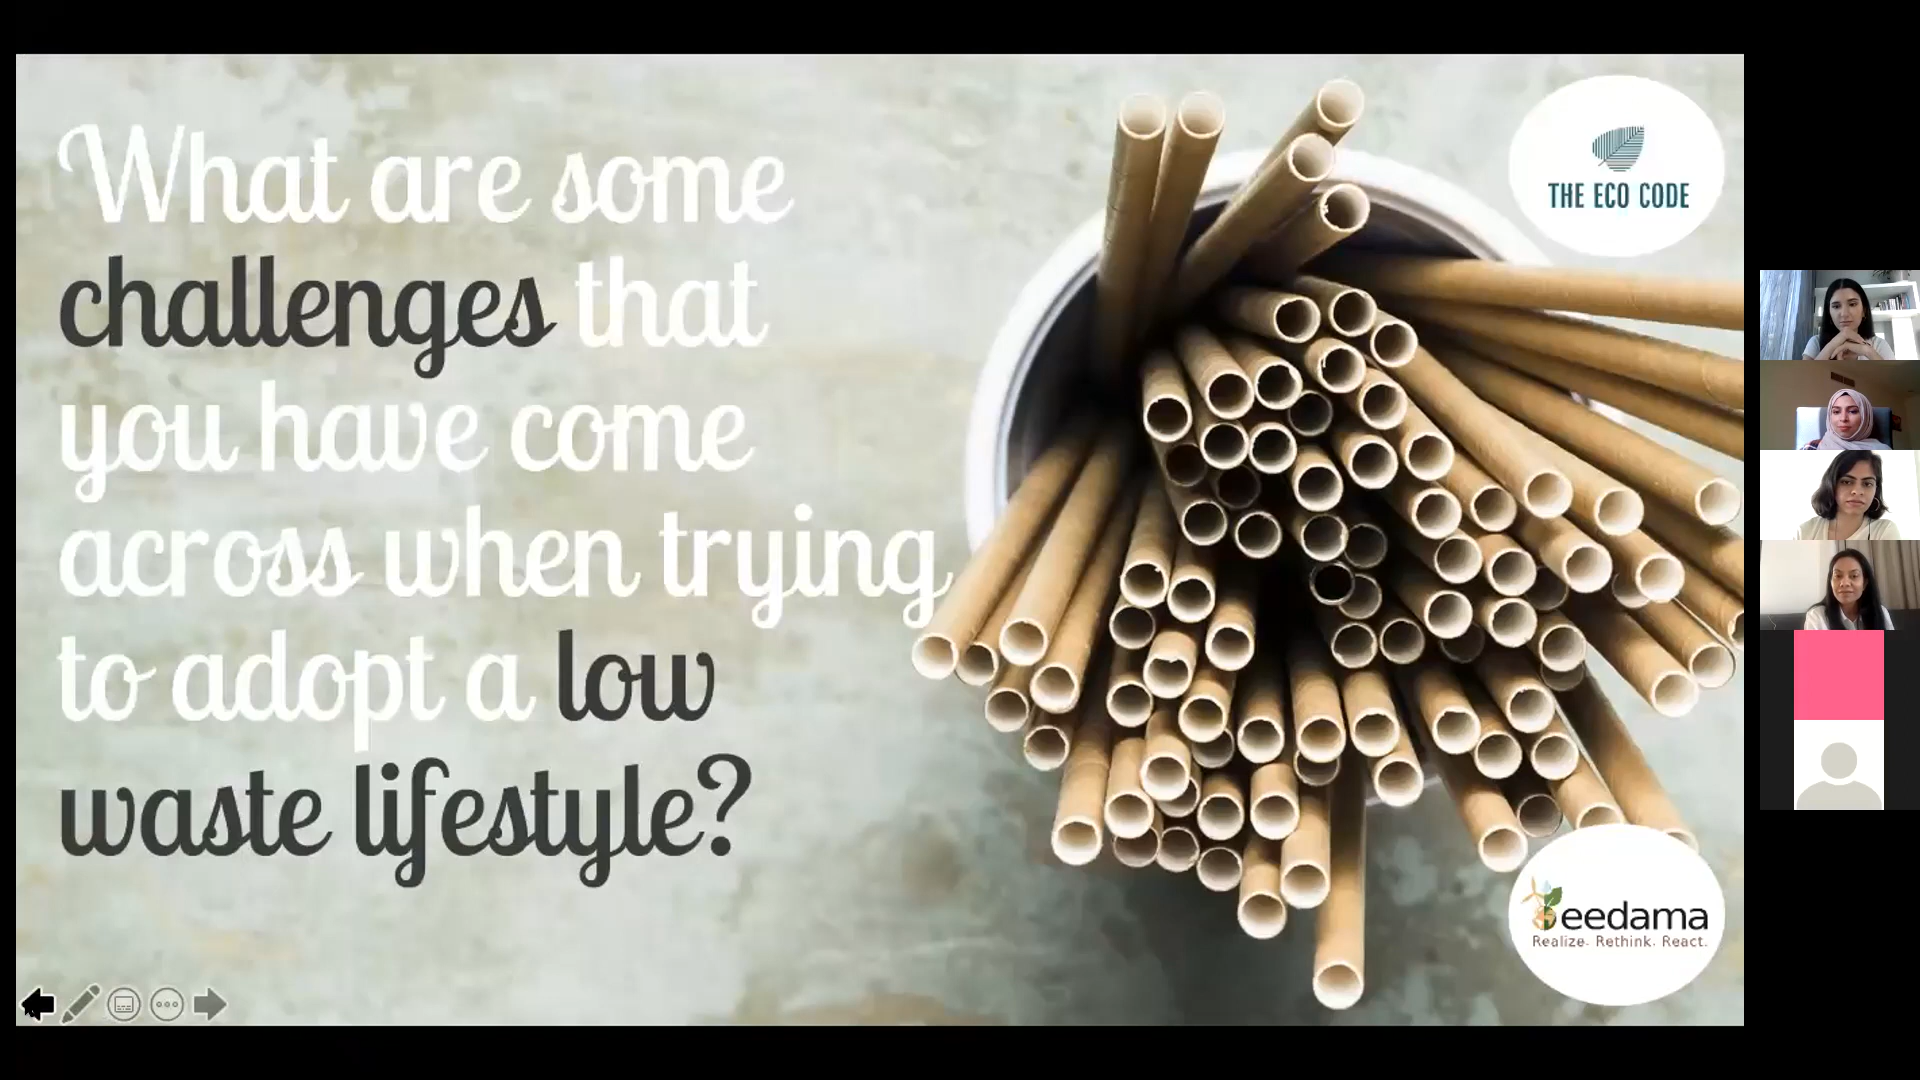 What are some
challenges that
you have come
across when trying
to adopt a low
waste lifestyle?
THE ECO CODE
eedama
Realize. Rethink. React.